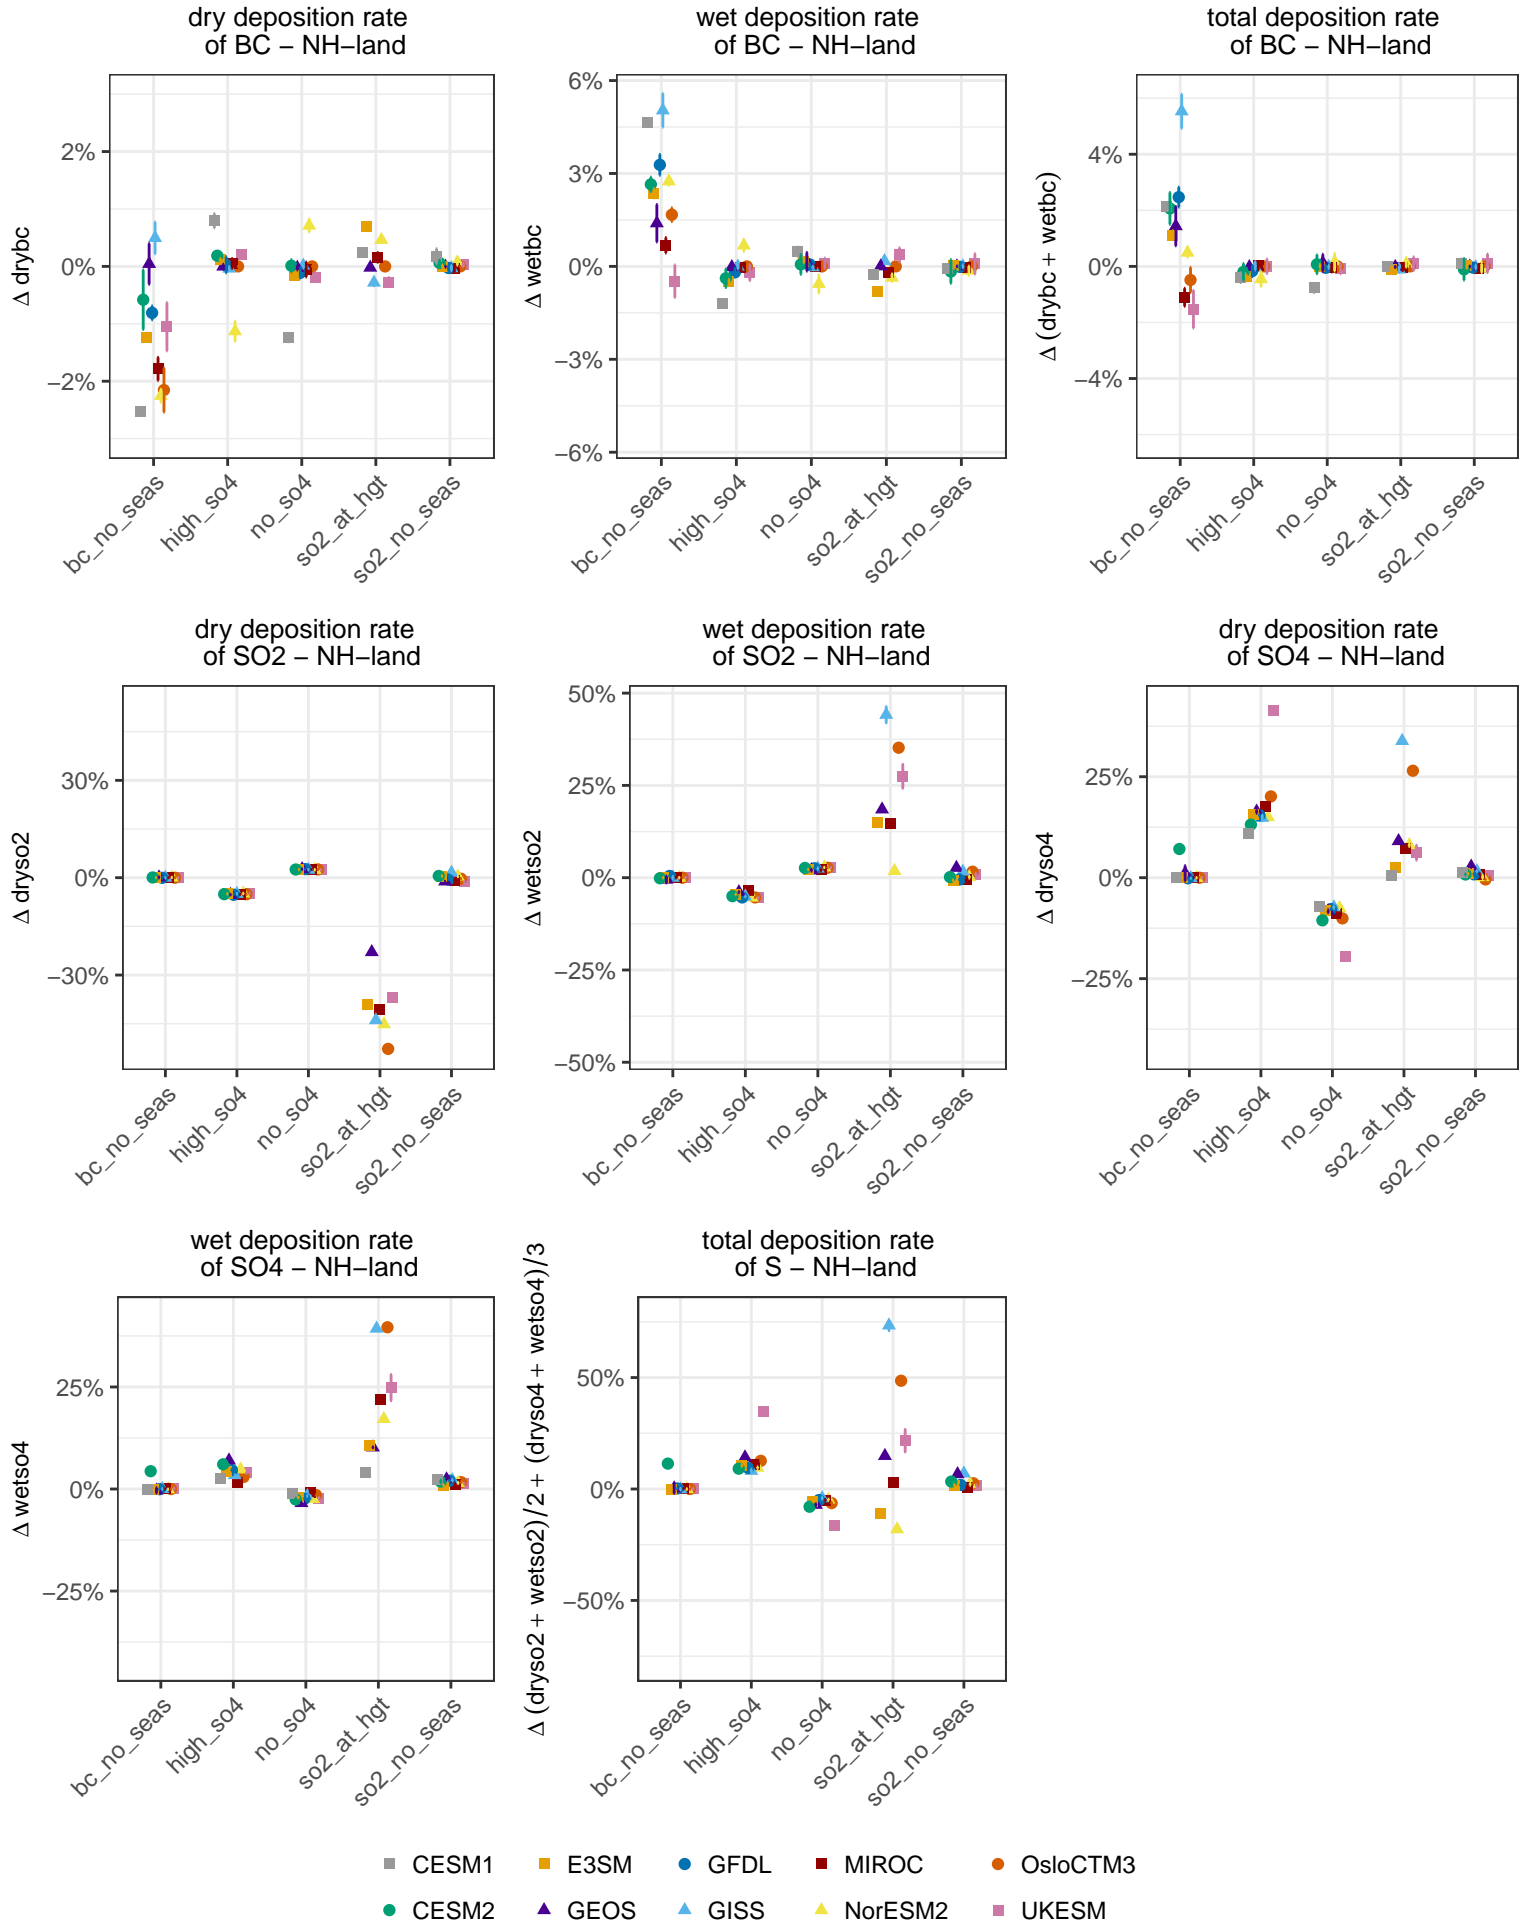 dry deposition rate
of BC − NH−land
Δ drybc
2%
0%
−2%
bc_no_seas
high_so4
no_so4
so2_at_hgt
so2_no_seas
wet deposition rate
of BC − NH−land
Δ wetbc
6%
3%
0%
−3%
−6%
bc_no_seas
high_so4
no_so4
so2_at_hgt
so2_no_seas
total deposition rate
of BC − NH−land
Δ (drybc + wetbc)
4%
0%
−4%
bc_no_seas
high_so4
no_so4
so2_at_hgt
so2_no_seas
dry deposition rate
of SO2 − NH−land
Δ dryso2
30%
0%
−30%
bc_no_seas
high_so4
no_so4
so2_at_hgt
so2_no_seas
wet deposition rate
of SO2 − NH−land
Δ wetso2
50%
25%
0%
−25%
−50%
bc_no_seas
high_so4
no_so4
so2_at_hgt
so2_no_seas
dry deposition rate
of SO4 − NH−land
Δ dryso4
25%
0%
−25%
bc_no_seas
high_so4
no_so4
so2_at_hgt
so2_no_seas
wet deposition rate
of SO4 − NH−land
Δ wetso4
25%
0%
−25%
bc_no_seas
high_so4
no_so4
so2_at_hgt
so2_no_seas
total deposition rate
of S − NH−land
Δ (dryso2 + wetso2)/2 + (dryso4 + wetso4)/3
50%
0%
−50%
bc_no_seas
high_so4
no_so4
so2_at_hgt
so2_no_seas
CESM1 E3SM GFDL MIROC OsloCTM3
CESM2 GEOS GISS NorESM2 UKESM